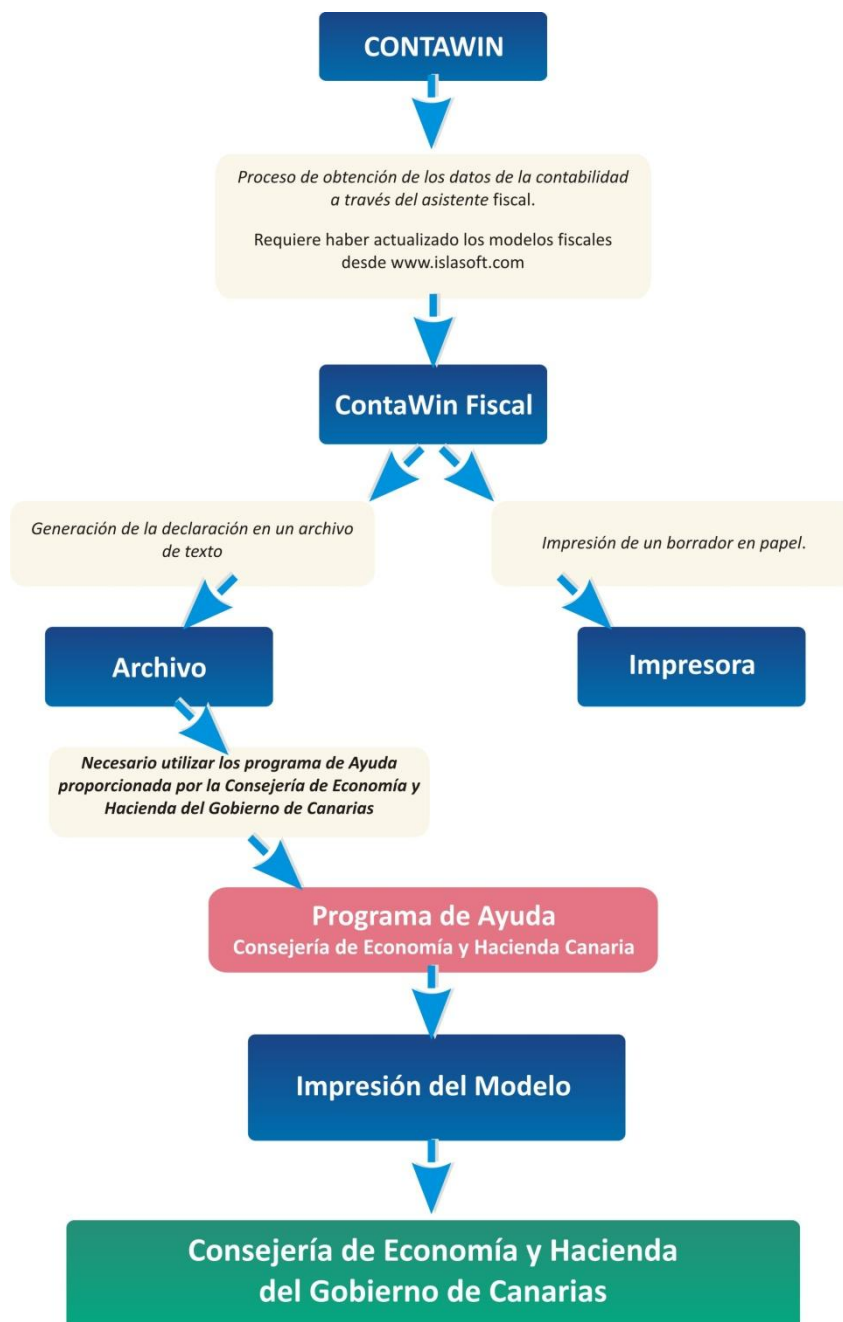 CONTAWIN
Proceso de obtención de los datos de la contabilidad
a través del asistente fiscal.
Requiere haber actualizado los modelos fiscales
desde www.islasoft.com
ContaWin Fiscal
Generación de la declaración en un archivo
de texto
Impresión de un borrador en papel.
Archivo
Impresora
Necesario utilizar los programa de Ayuda
proporcionada por la Consejería de Economía y
Hacienda del Gobierno de Canarias
Programa de Ayuda
Consejería de Economía y Hacienda Canaria
Impresión del Modelo
Consejería de Economía y Hacienda
del Gobierno de Canarias